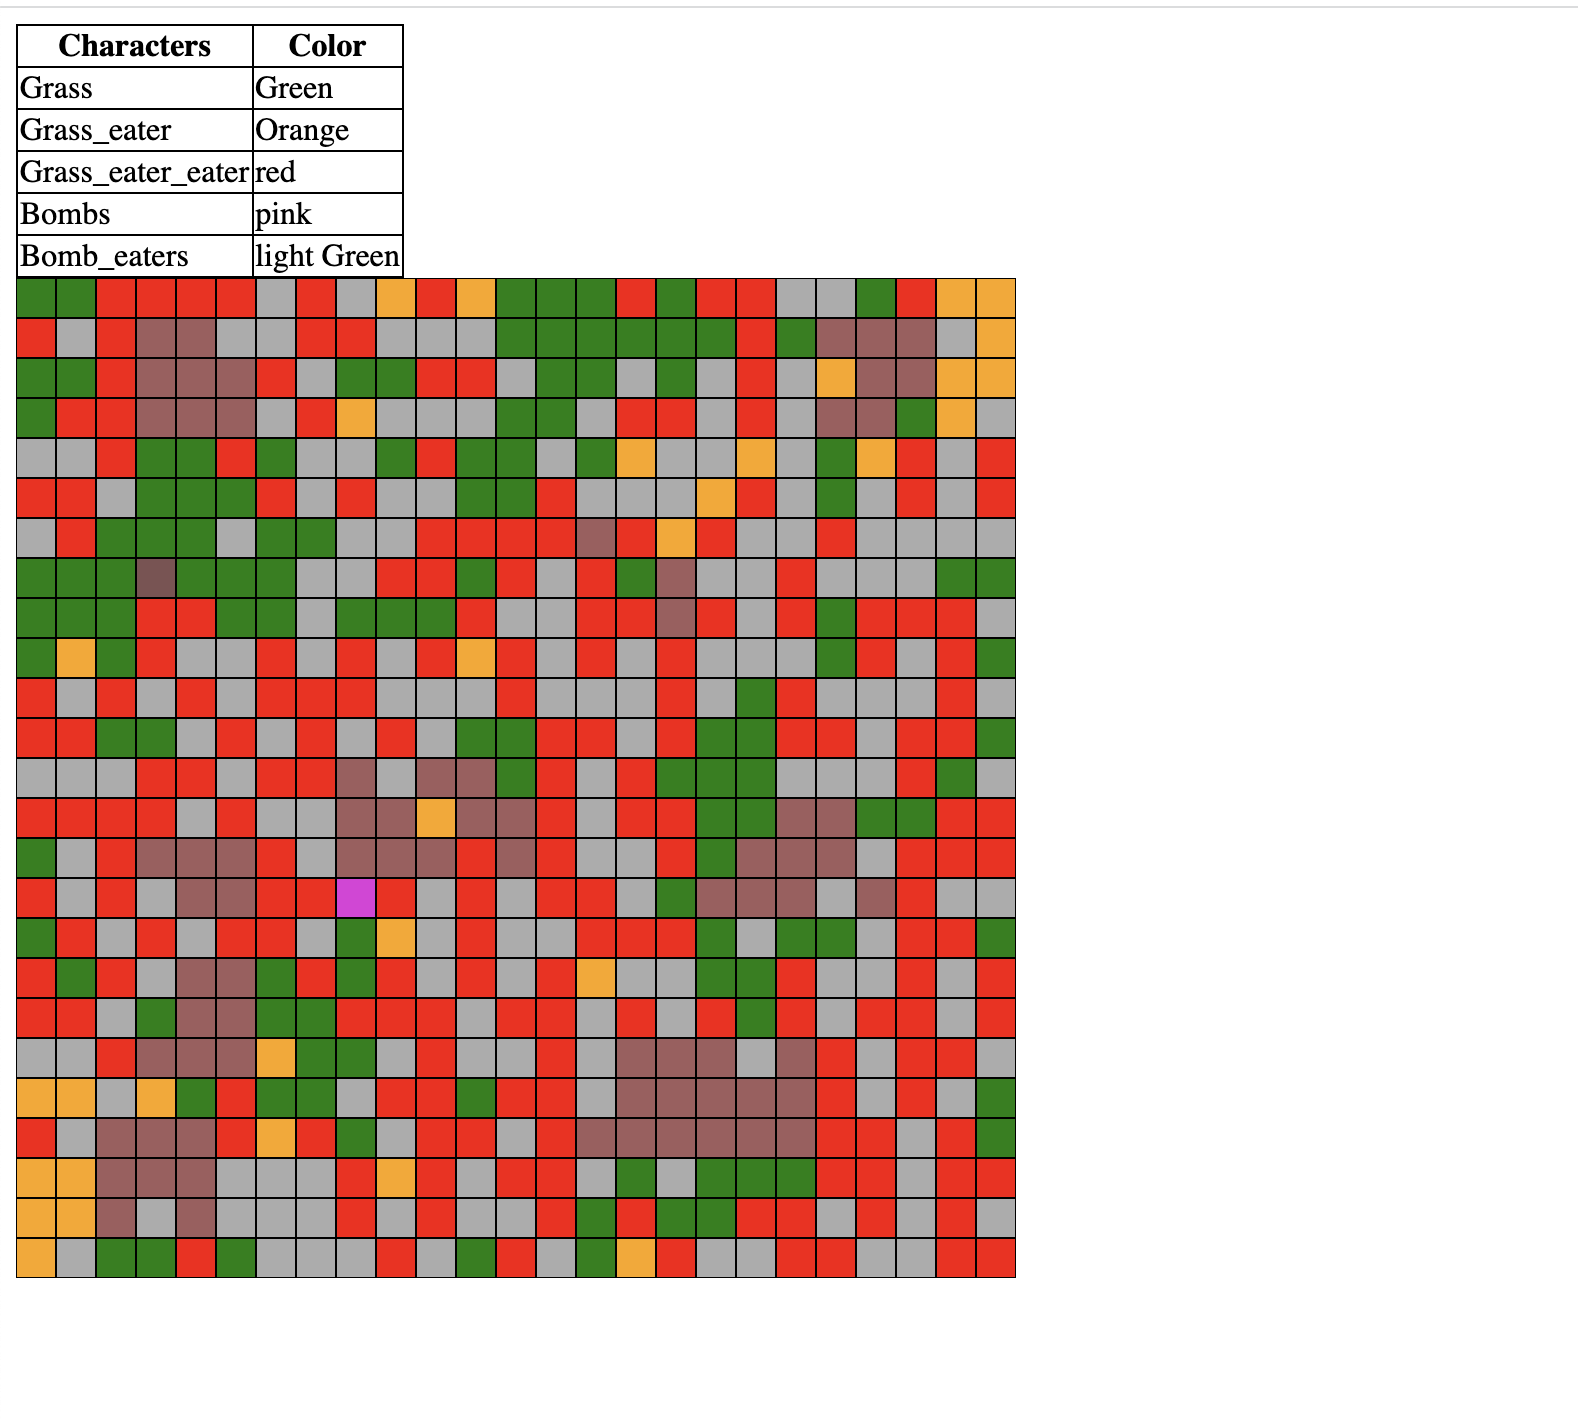 Characters Color
Grass Green
Grass_eater Orange
Grass_eater_eater red
Bombs pink
Bomb_eaters light Green